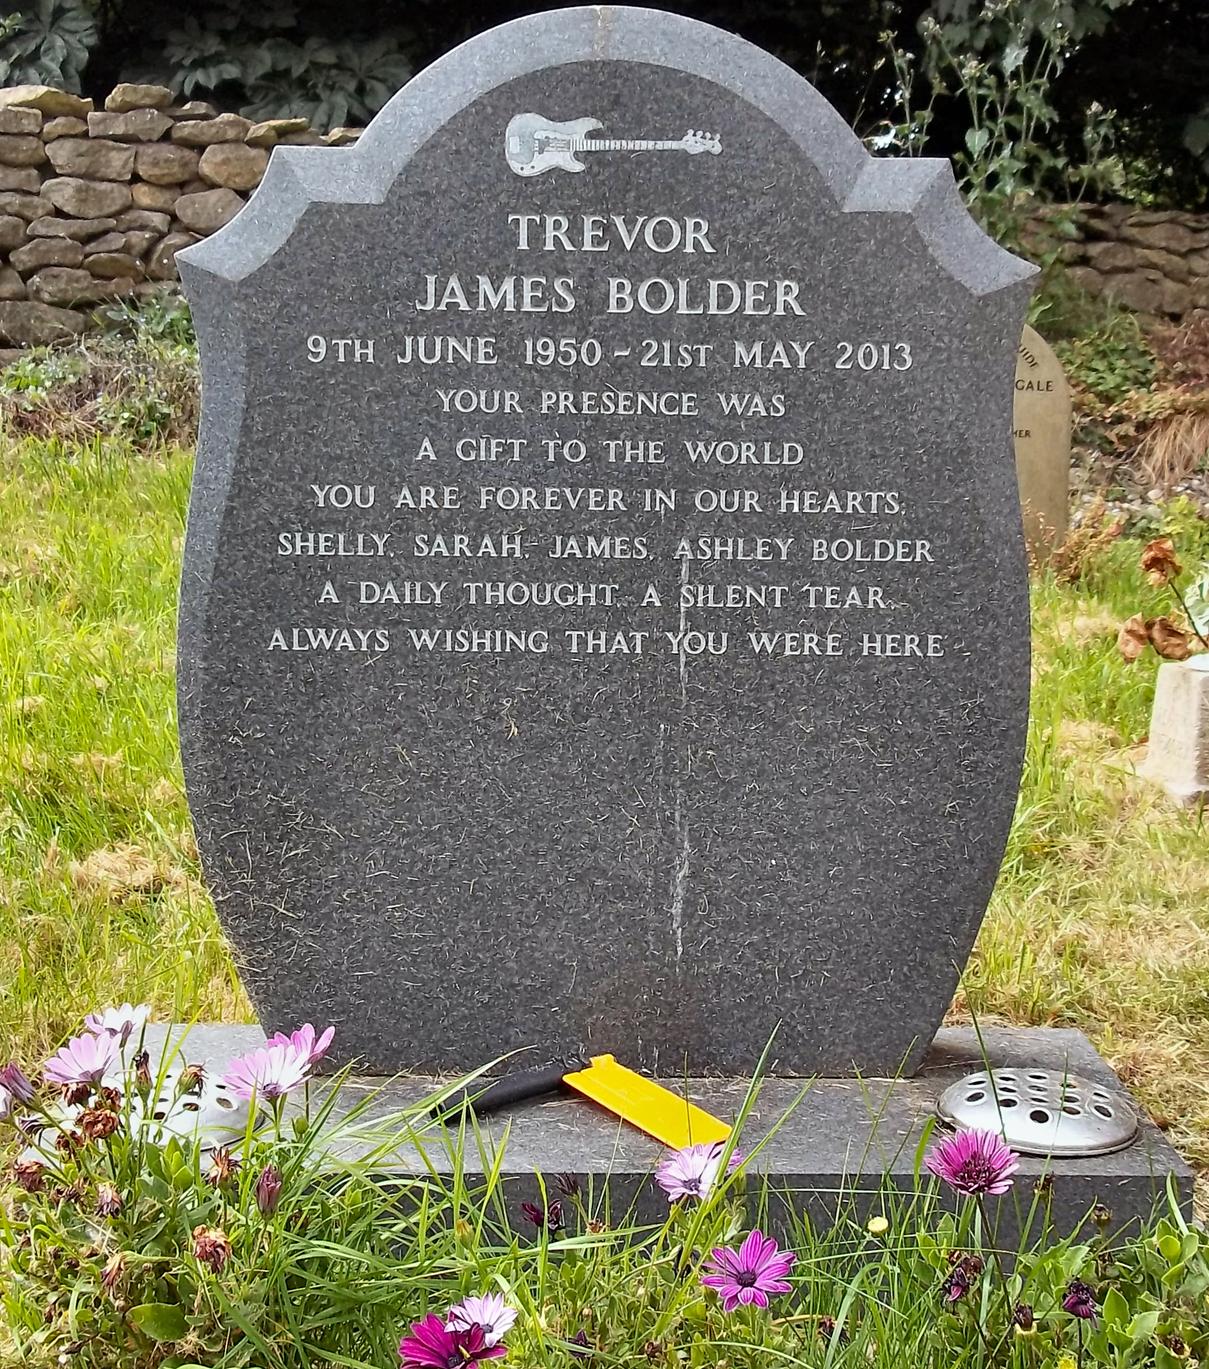 TREVOR
JAMES BOLDER
9TH JUNE 1950 - 21ST MAY 2013
YOUR PRESENCE WAS
A GIFT TO THE WORLD
YOU ARE FOREVER IN OUR HEARTS,
SHELLY, SARAH, JAMES, ASHLEY BOLDER
A DAILY THOUGHT, A SILENT TEAR,
ALWAYS WISHING THAT YOU WERE HERE